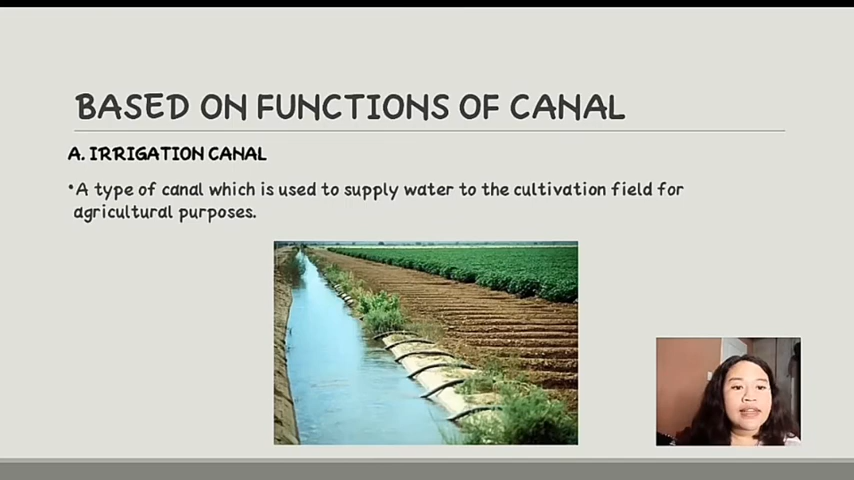 BASED ON FUNCTIONS OF CANAL
A. IRRIGATION CANAL
•A type of canal which is used to supply water to the cultivation field for
agricultural purposes.